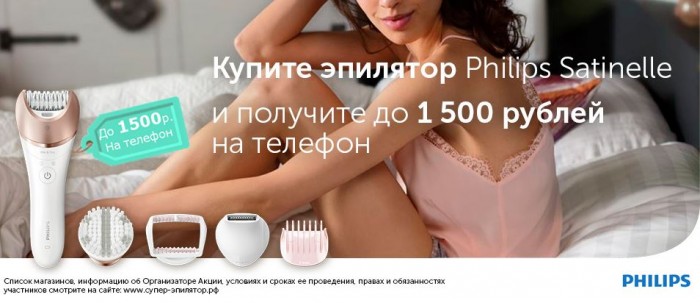 Купите эпилятор Philips Satinelle
и получите до 1 500 рублей
на телефон
До 1500р.
На телефон
PHILIPS
Список магазинов, информацию об Организаторе Акции, условиях и сроках ее проведения, правах и обязанностях
участников смотрите на сайте: www.супер-эпилятор.рф
PHILIPS